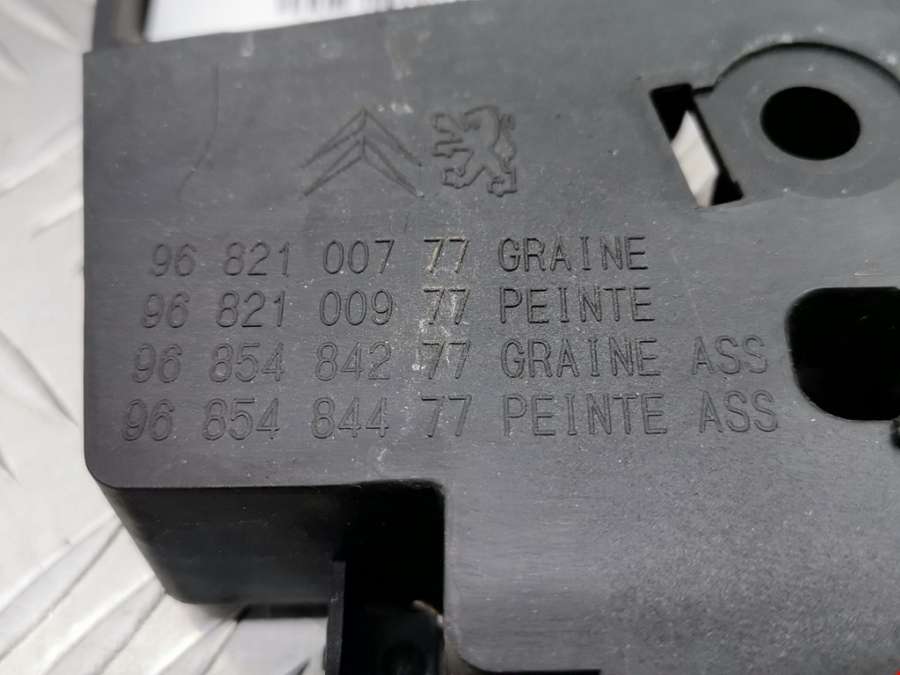 96 821 007 77 GRAINE
96 821 009 77 PEINTE
96 854 842 77 GRAINE ASS
96 854 844 77 PEINTE ASS